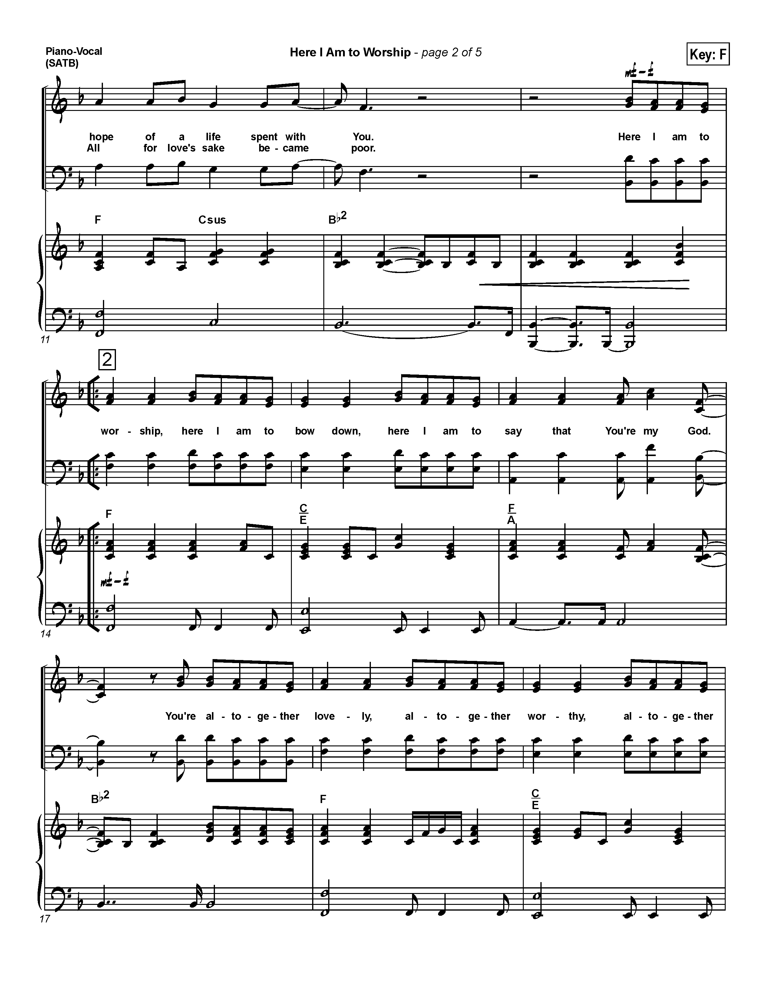 Piano-Vocal
(SATB)
Here I Am to Worship - page 2 of 5
Key: F
mf - f
hope of a life spent with You. Here I am to
All for love's sake be - came poor.
F Csus B♭2
11
2
wor - ship, here I am to bow down, here I am to say that You're my God.
F C/E F/A
mf - f
14
You're al - to - ge - ther love - ly, al - to - ge - ther wor - thy, al - to - ge - ther
B♭2 F C/E
17